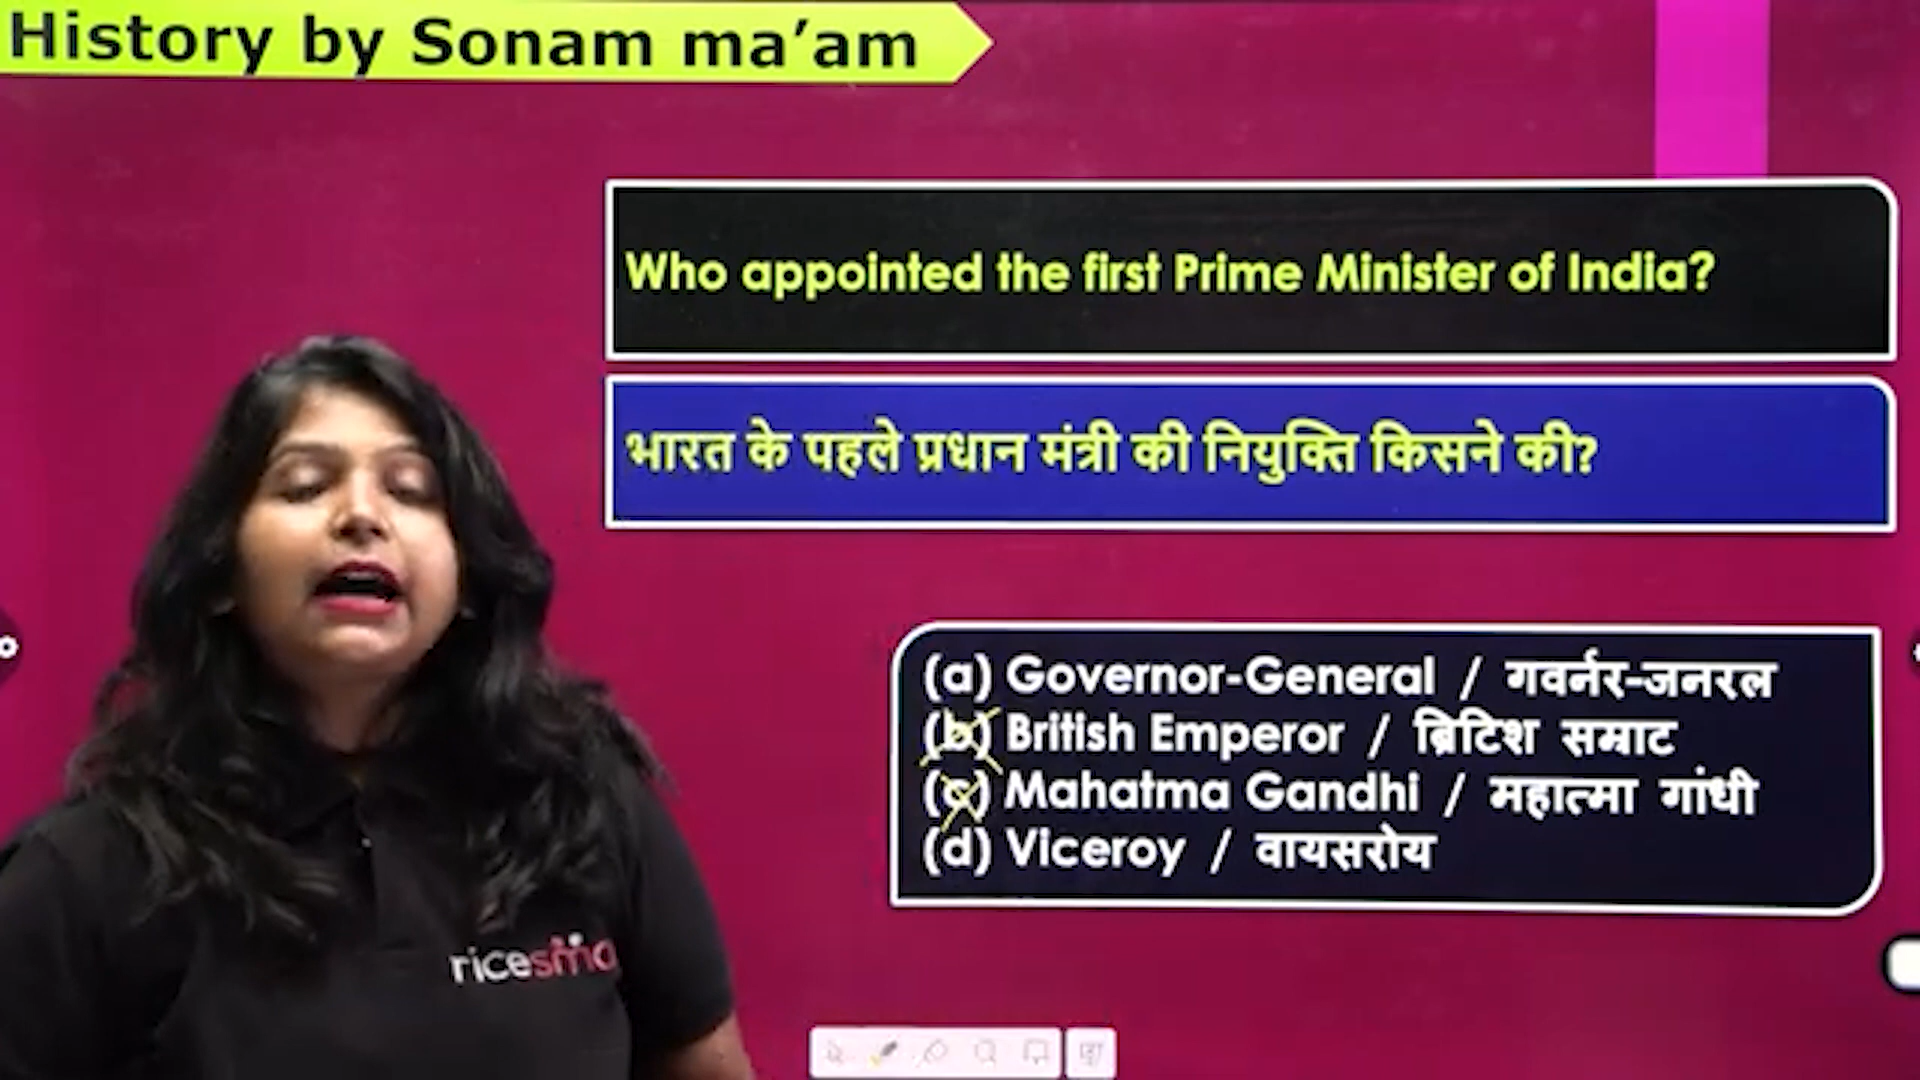 History by Sonam ma’am
Who appointed the first Prime Minister of India?
भारत के पहले प्रधान मंत्री की नियुक्ति किसने की?
(a) Governor-General / गवर्नर-जनरल
(b) British Emperor / ब्रिटिश सम्राट
(c) Mahatma Gandhi / महात्मा गांधी
(d) Viceroy / वायसरोय